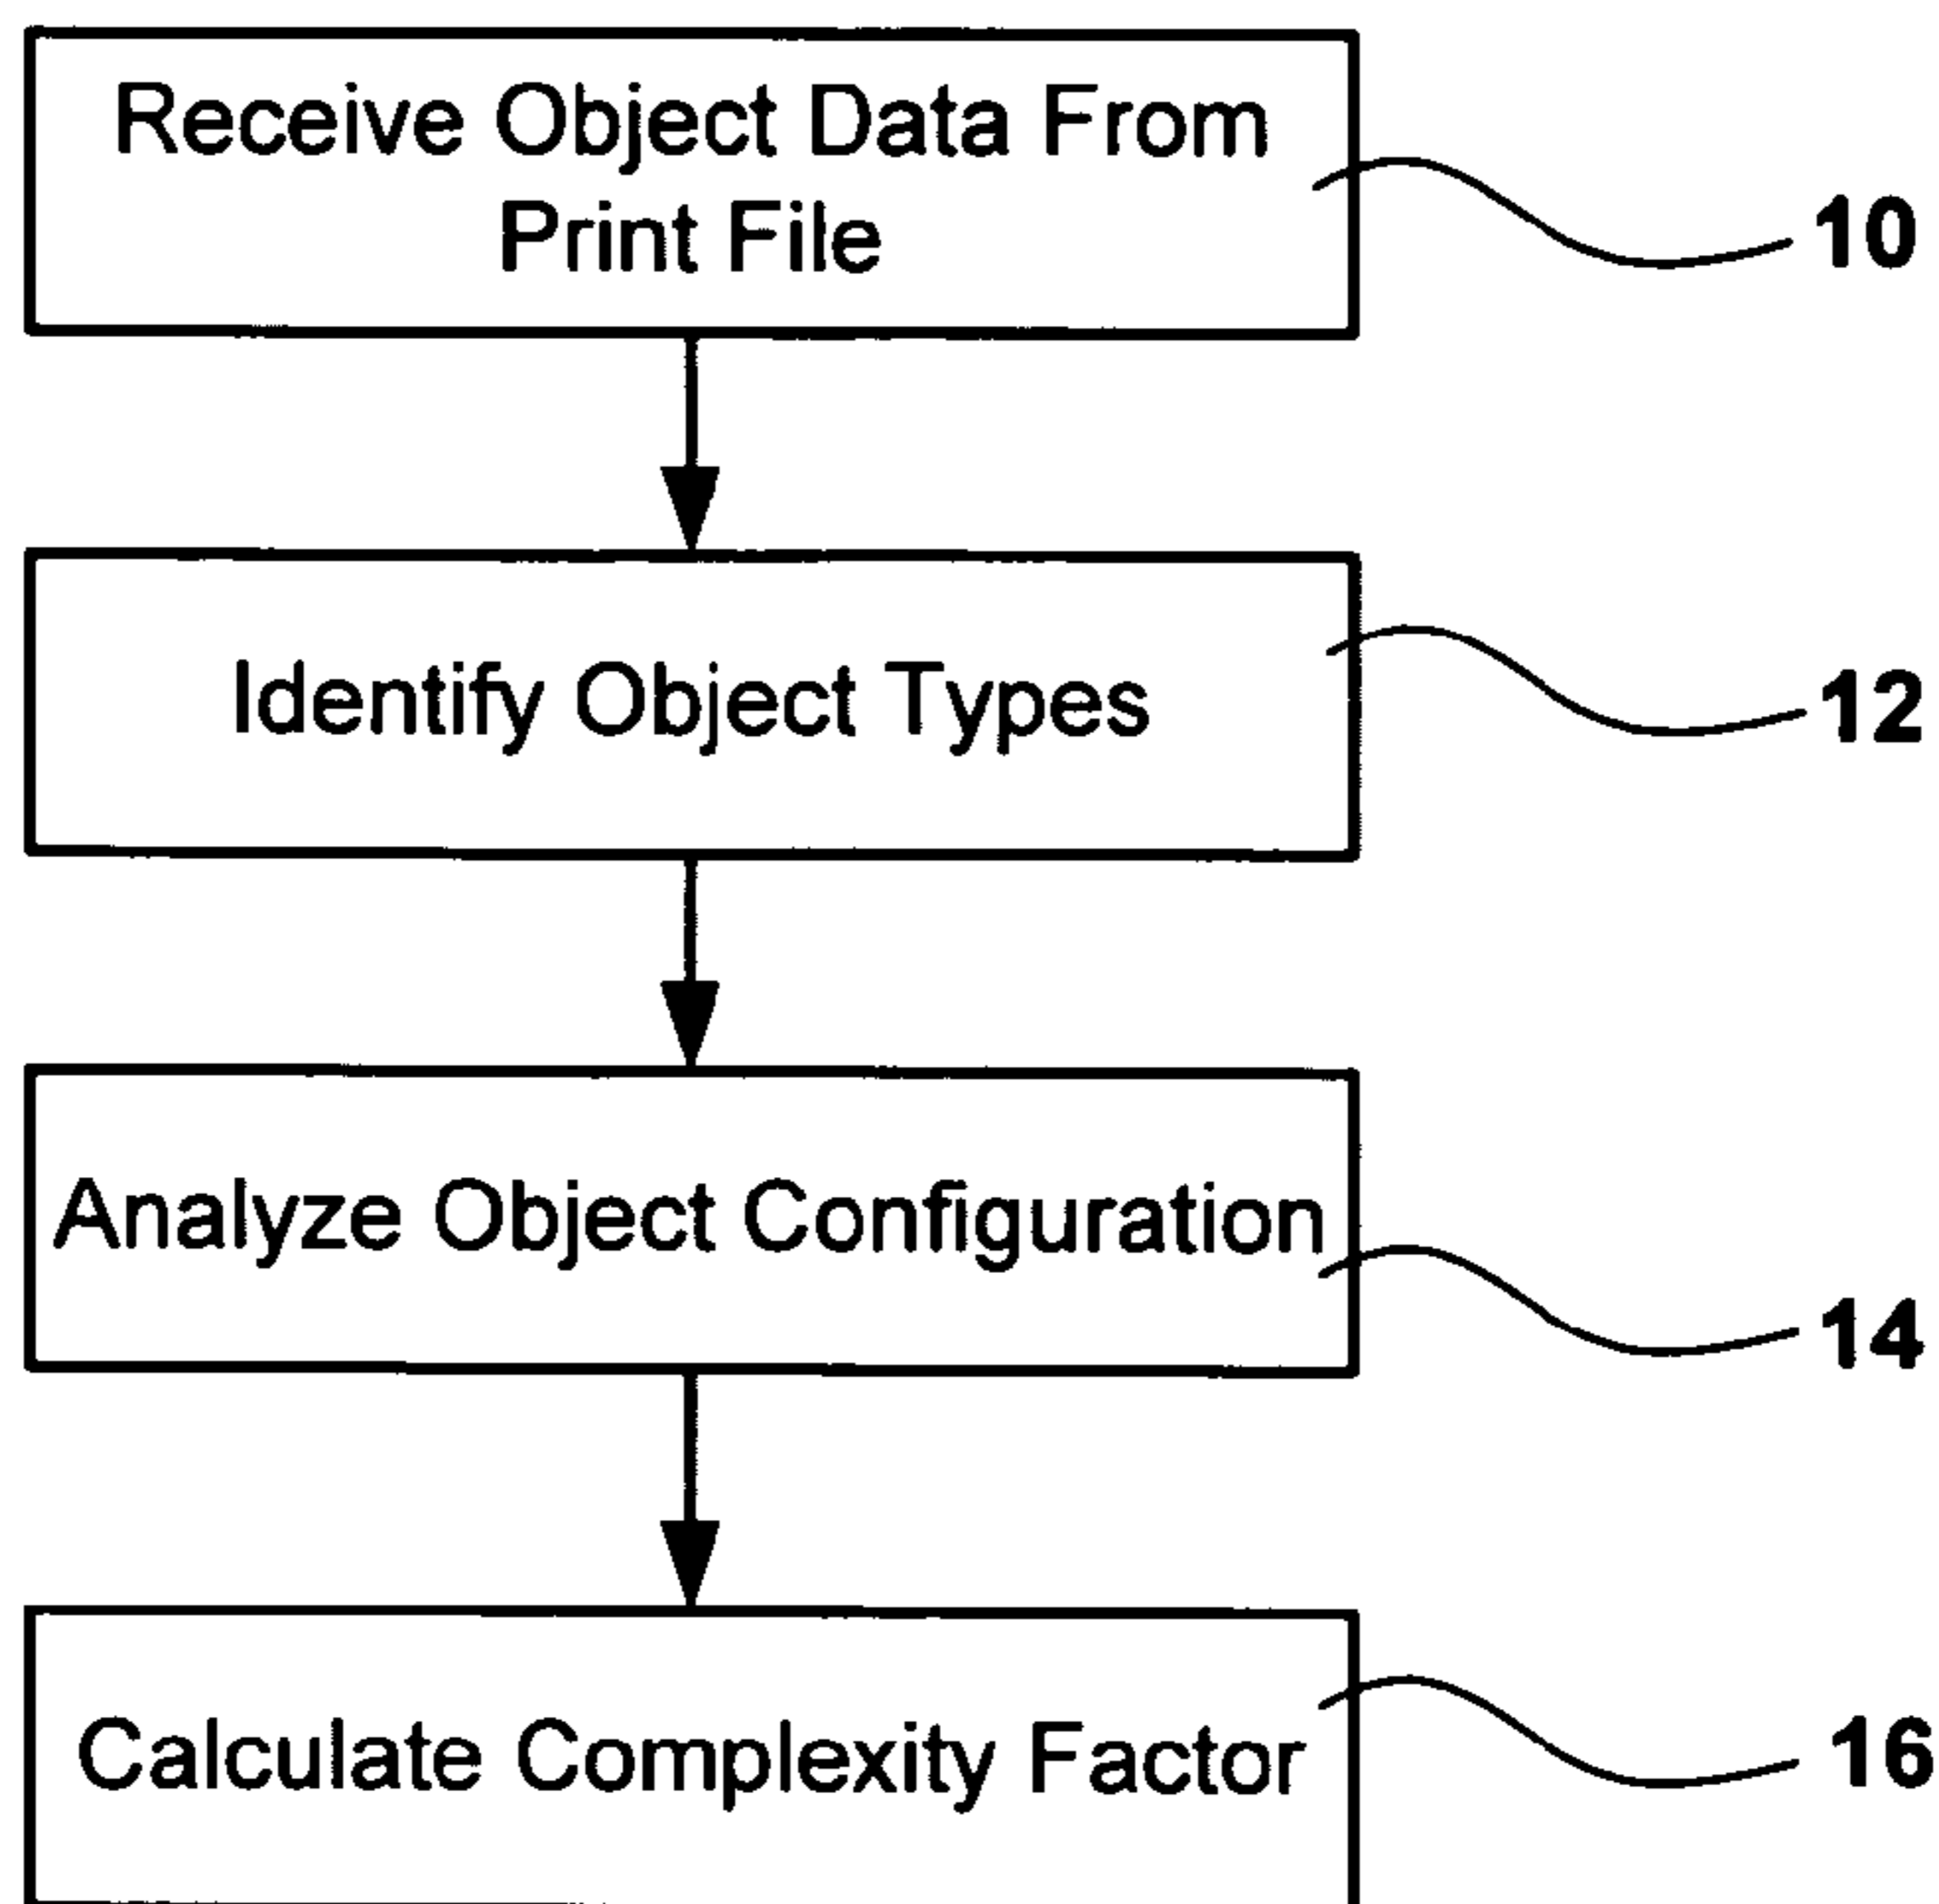 Receive Object Data From
Print File
10
Identify Object Types
12
Analyze Object Configuration
14
Calculate Complexity Factor
16